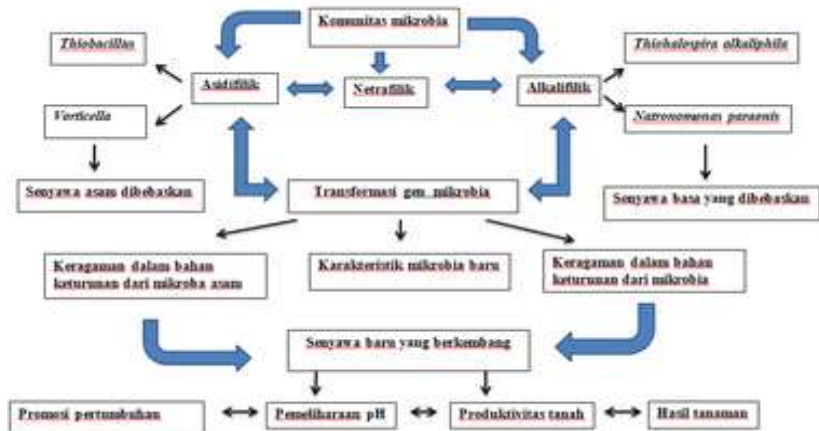 Komunitas mikrobia
Thiobacillus
Thiohalospira alkaliphila
Asidifilik
Netrafilik
Alkalifilik
Vorticella
Natronomonas paraonis
Senyawa asam dibebaskan
Transformasi gen mikrobia
Senyawa basa yang dibebaskan
Keragaman dalam bahan
keturunan dari mikroba asam
Karakteristik mikrobia baru
Keragaman dalam bahan
keturunan dari mikrobia
Senyawa baru yang berkembang
Promosi pertumbuhan
Pemeliharaan pH
Produktivitas tanah
Hasil tanaman